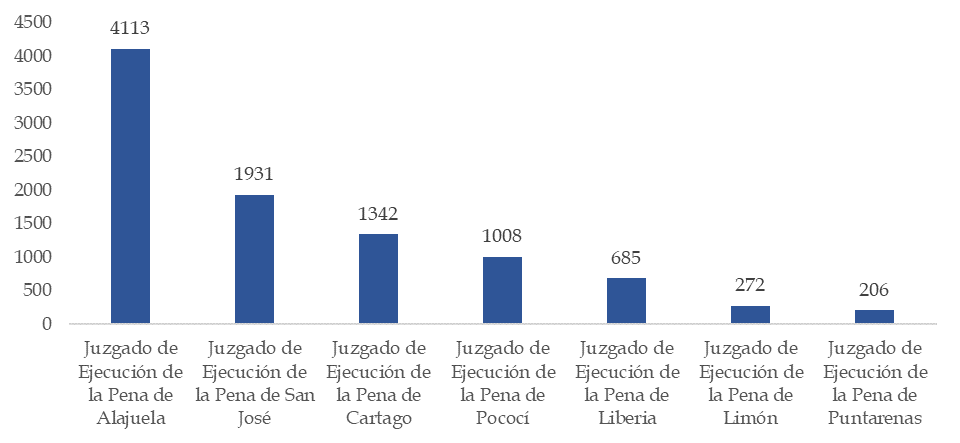 4500
4000
3500
3000
2500
2000
1500
1000
500
0
4113
1931
1342
1008
685
272
206
Juzgado de
Ejecución de
la Pena de
Alajuela
Juzgado de
Ejecución de
la Pena de San
José
Juzgado de
Ejecución de
la Pena de
Cartago
Juzgado de
Ejecución de
la Pena de
Pococí
Juzgado de
Ejecución de
la Pena de
Liberia
Juzgado de
Ejecución de
la Pena de
Limón
Juzgado de
Ejecución de
la Pena de
Puntarenas